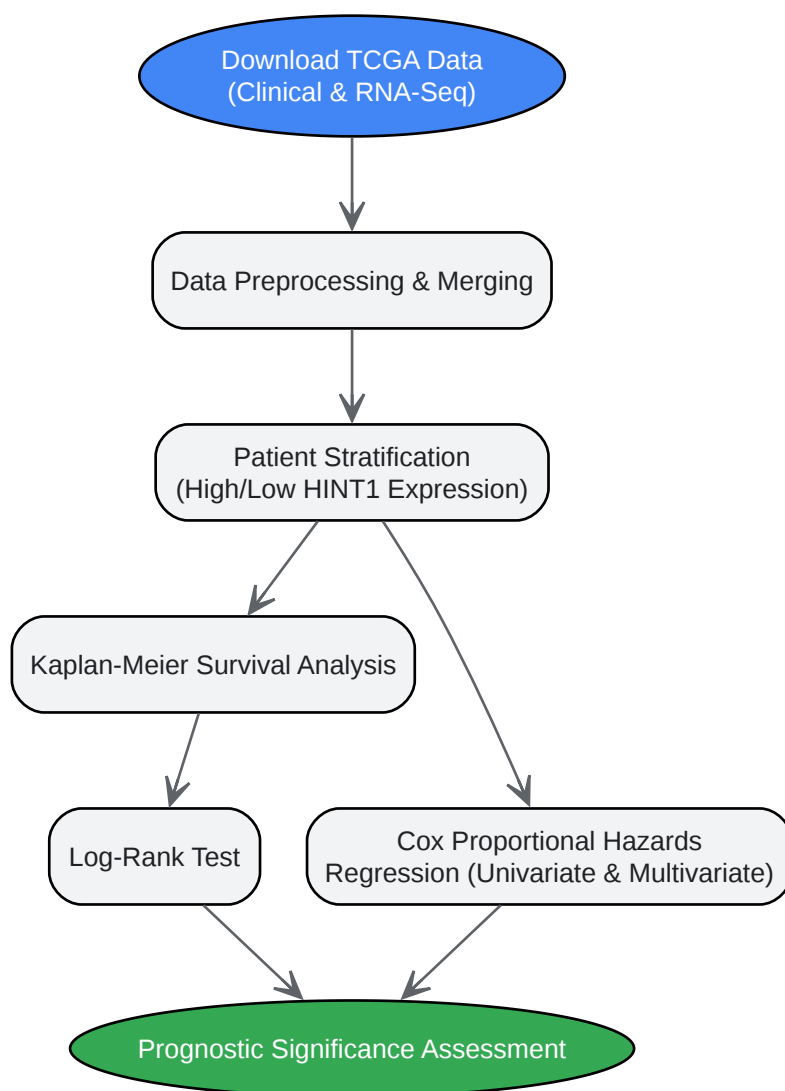 Download TCGA Data
(Clinical & RNA-Seq)
Data Preprocessing & Merging
Patient Stratification
(High/Low HINT1 Expression)
Kaplan-Meier Survival Analysis
Log-Rank Test
Cox Proportional Hazards
Regression (Univariate & Multivariate)
Prognostic Significance Assessment